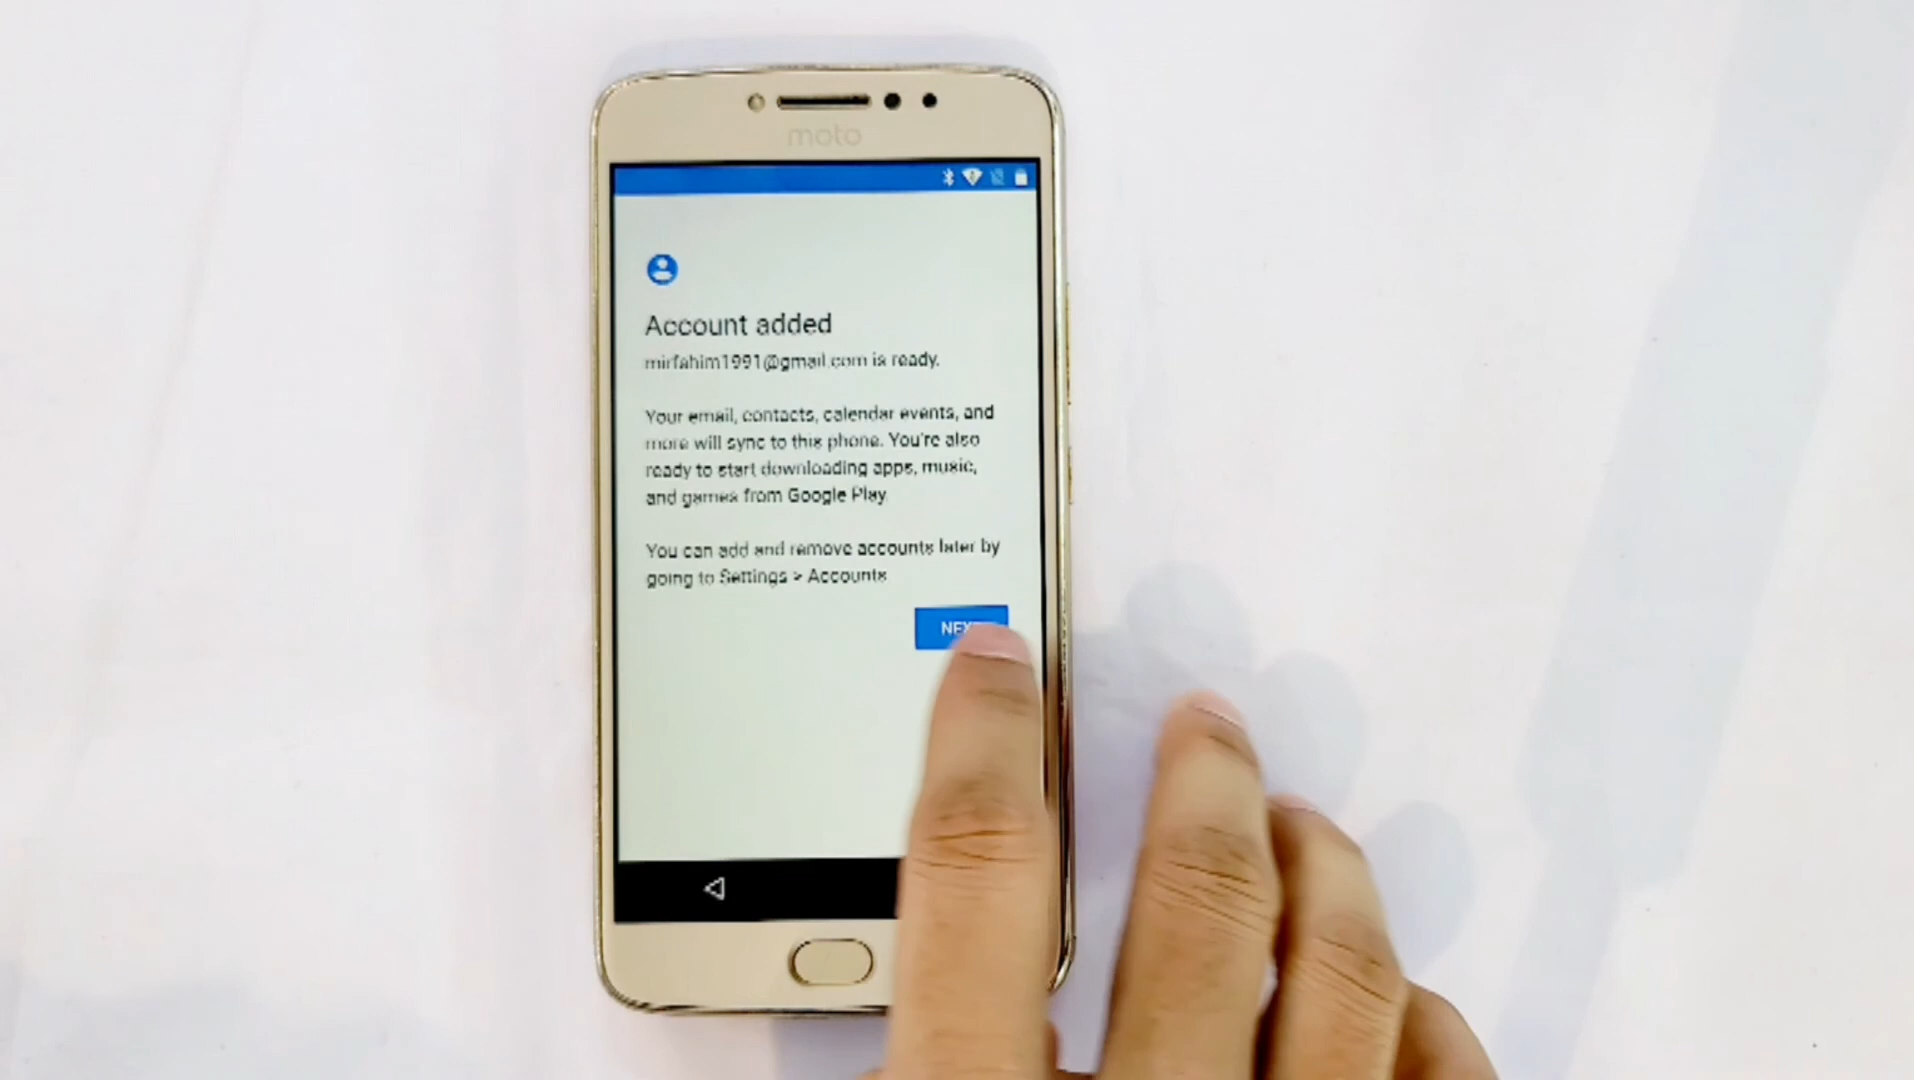 moto
Account added
mirfahim1991@gmail.com is ready.
Your email, contacts, calendar events, and
more will sync to this phone. You're also
ready to start downloading apps, music,
and games from Google Play.
You can add and remove accounts later by
going to Settings > Accounts